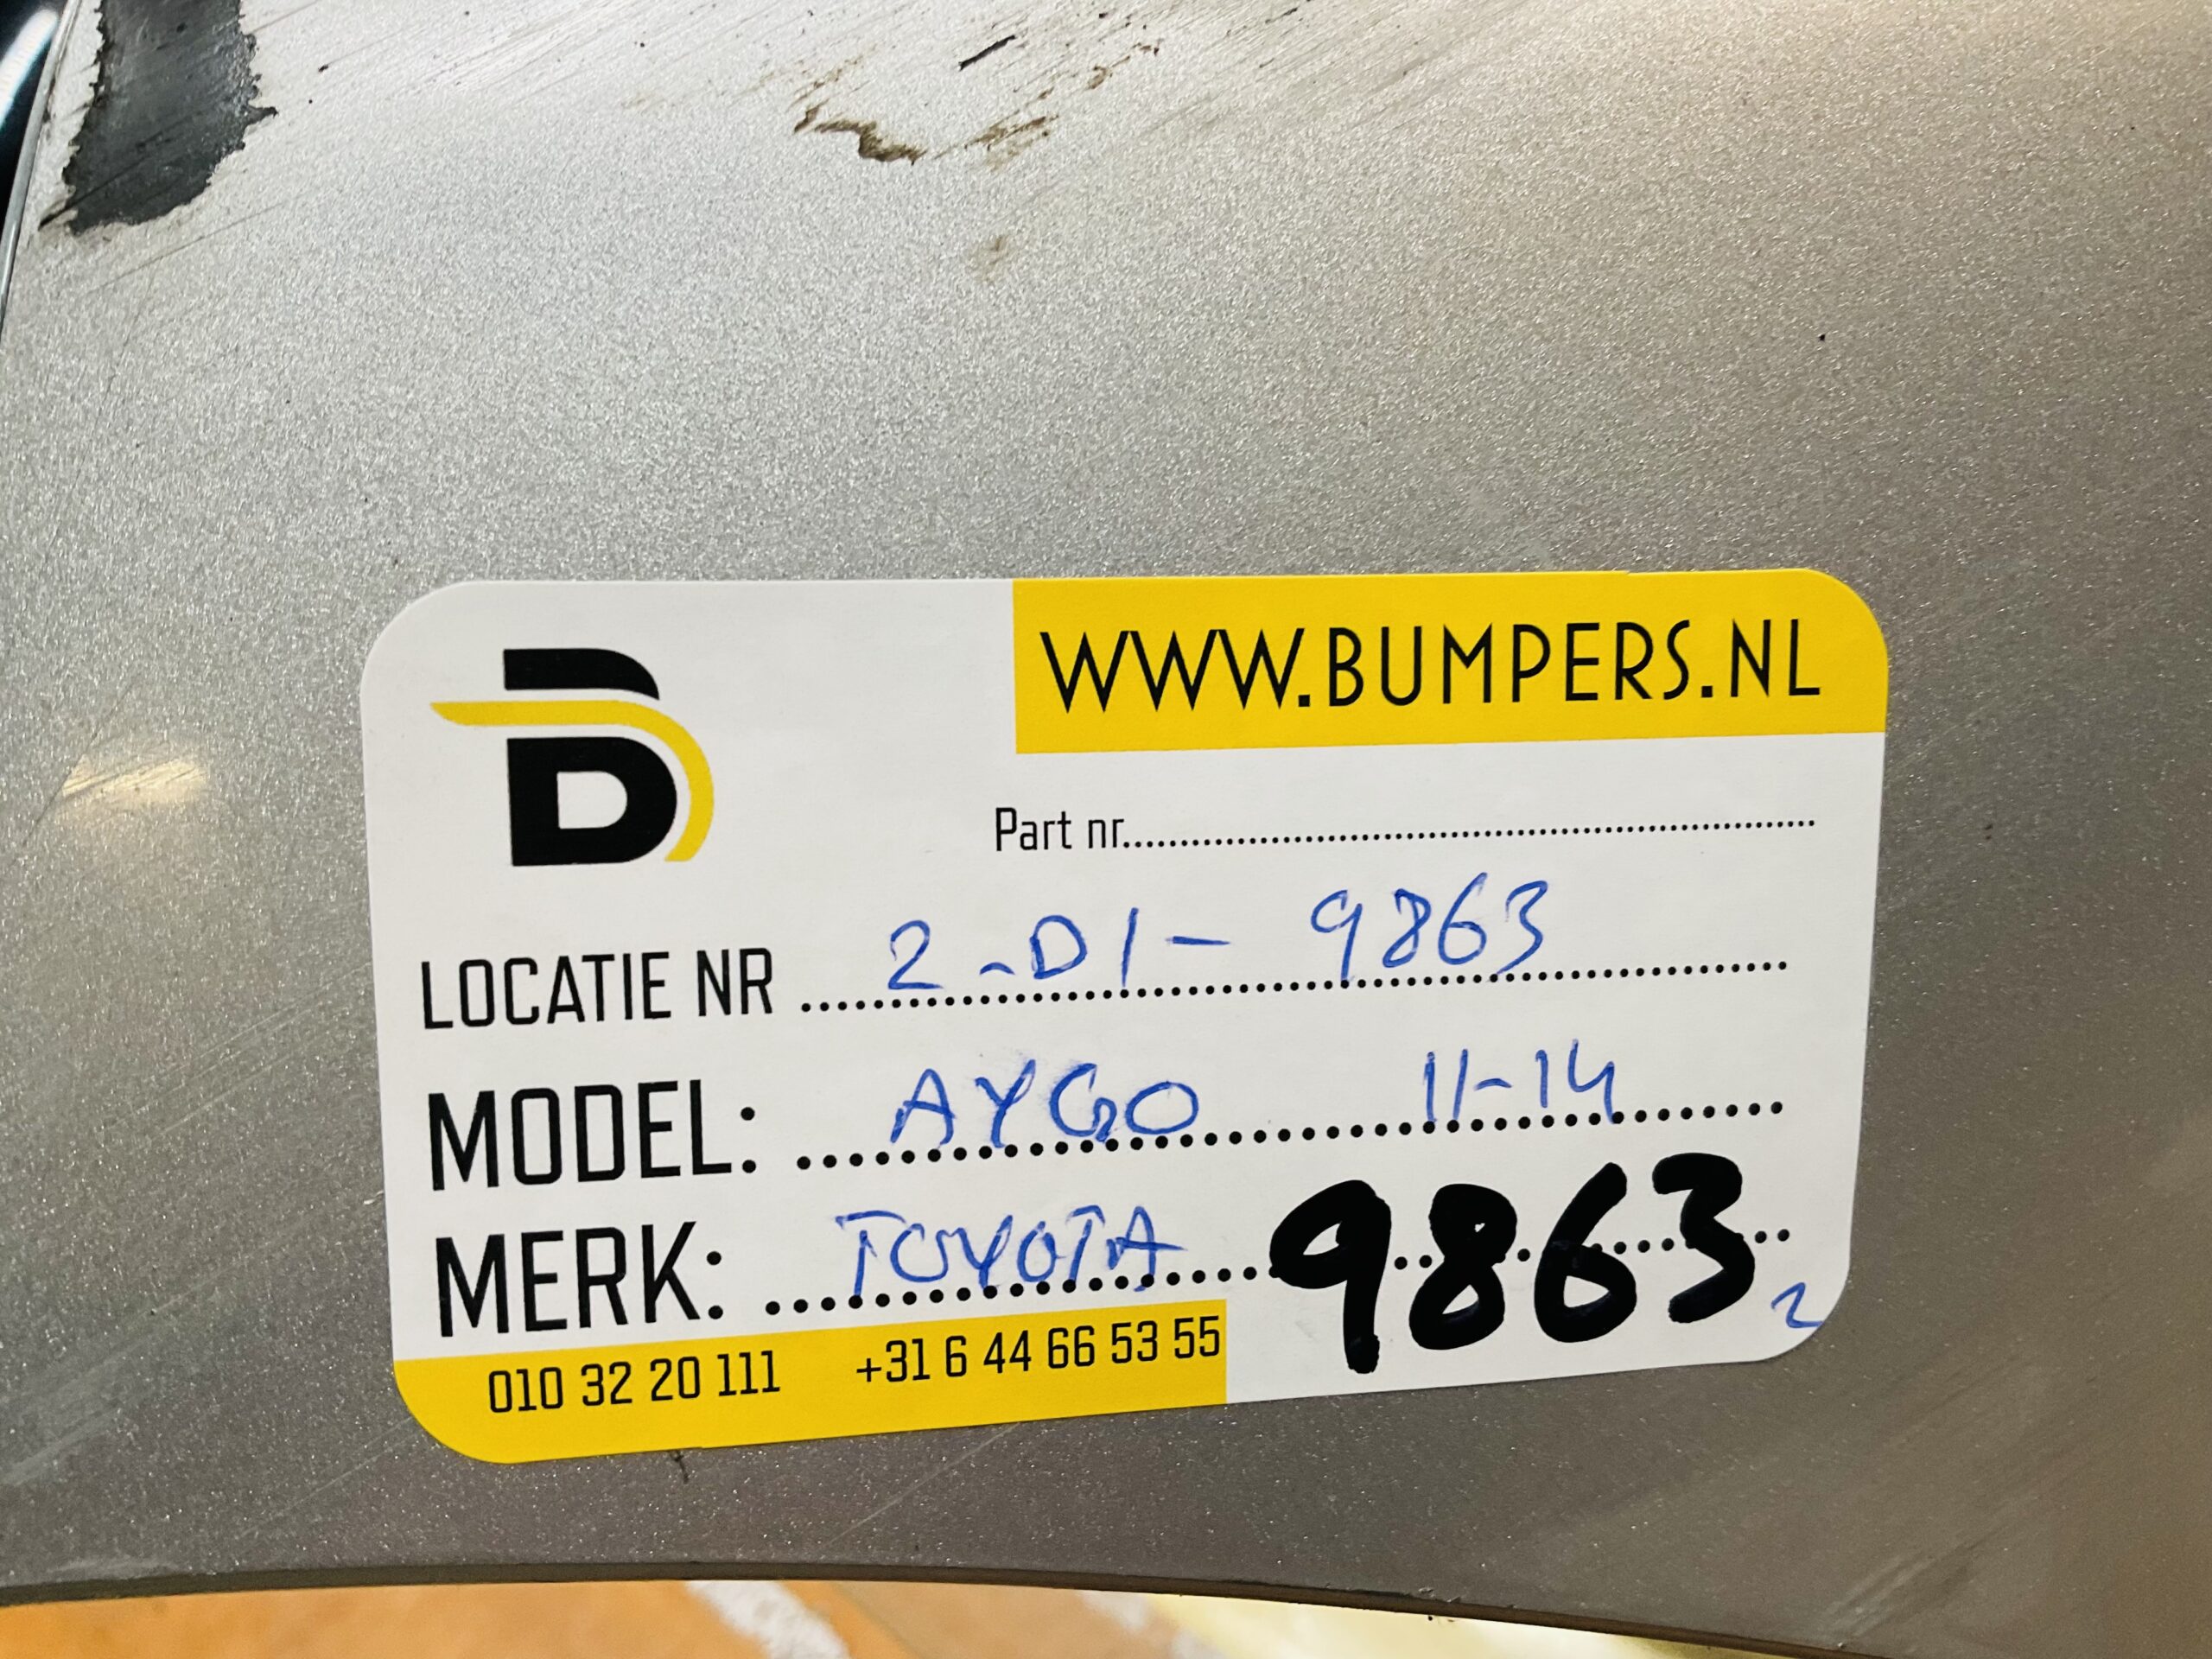 B
WWW.BUMPERS.NL
Part nr..........
LOCATIE NR 2-D1-9863
MODEL: AYGO 11-14
MERK: TOYOTA 9863 2
010 32 20 111 +31 6 44 66 53 55